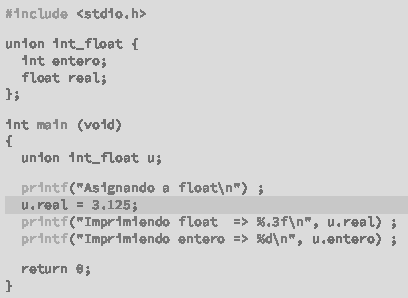 #include <stdio.h>
union int_float {
int entero;
float real;
};
int main (void)
{
union int_float u;
printf("Asignando a float\n") ;
u.real = 3.125;
printf("Imprimiendo float  => %.3f\n", u.real) ;
printf("Imprimiendo entero => %d\n", u.entero) ;
return 0;
}